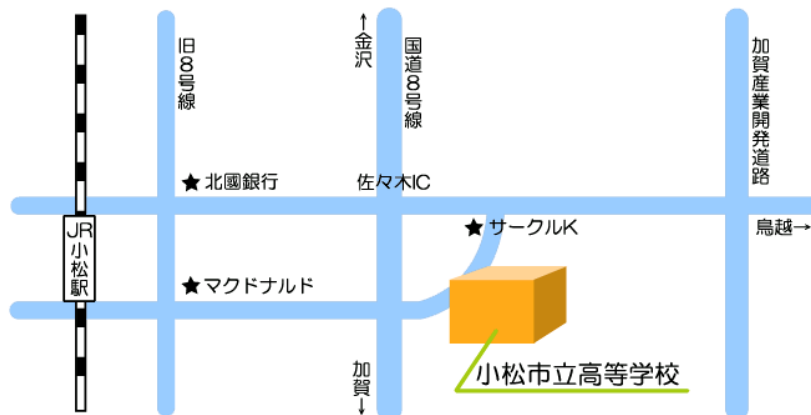 旧8号線
↑金沢
国道8号線
加賀産業開発道路
★北國銀行
佐々木IC
★サークルK
鳥越→
JR小松駅
★マクドナルド
加賀↓
小松市立高等学校